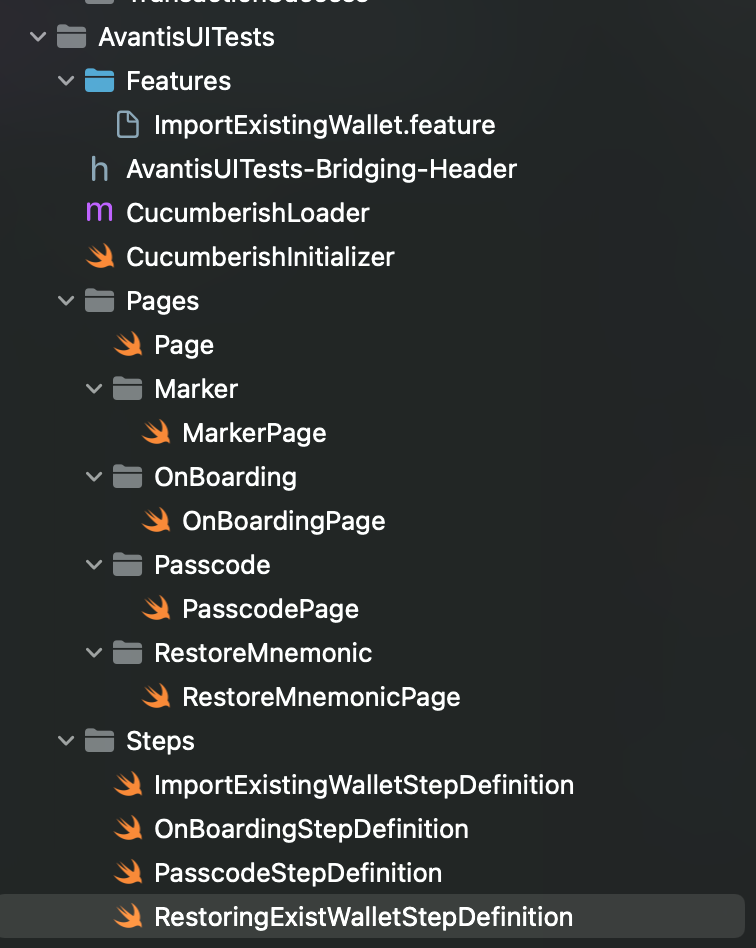 TransactionSuccess
AvantisUITests
Features
ImportExistingWallet.feature
h AvantisUITests-Bridging-Header
m CucumberishLoader
CucumberishInitializer
Pages
Page
Marker
MarkerPage
OnBoarding
OnBoardingPage
Passcode
PasscodePage
RestoreMnemonic
RestoreMnemonicPage
Steps
ImportExistingWalletStepDefinition
OnBoardingStepDefinition
PasscodeStepDefinition
RestoringExistWalletStepDefinition